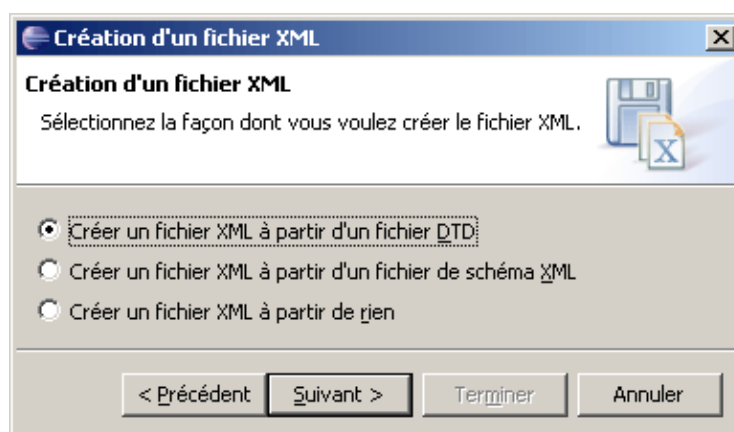 Création d'un fichier XML
Création d'un fichier XML
Sélectionnez la façon dont vous voulez créer le fichier XML.
Créer un fichier XML à partir d'un fichier DTD
Créer un fichier XML à partir d'un fichier de schéma XML
Créer un fichier XML à partir de rien
< Précédent Suivant > Terminer Annuler